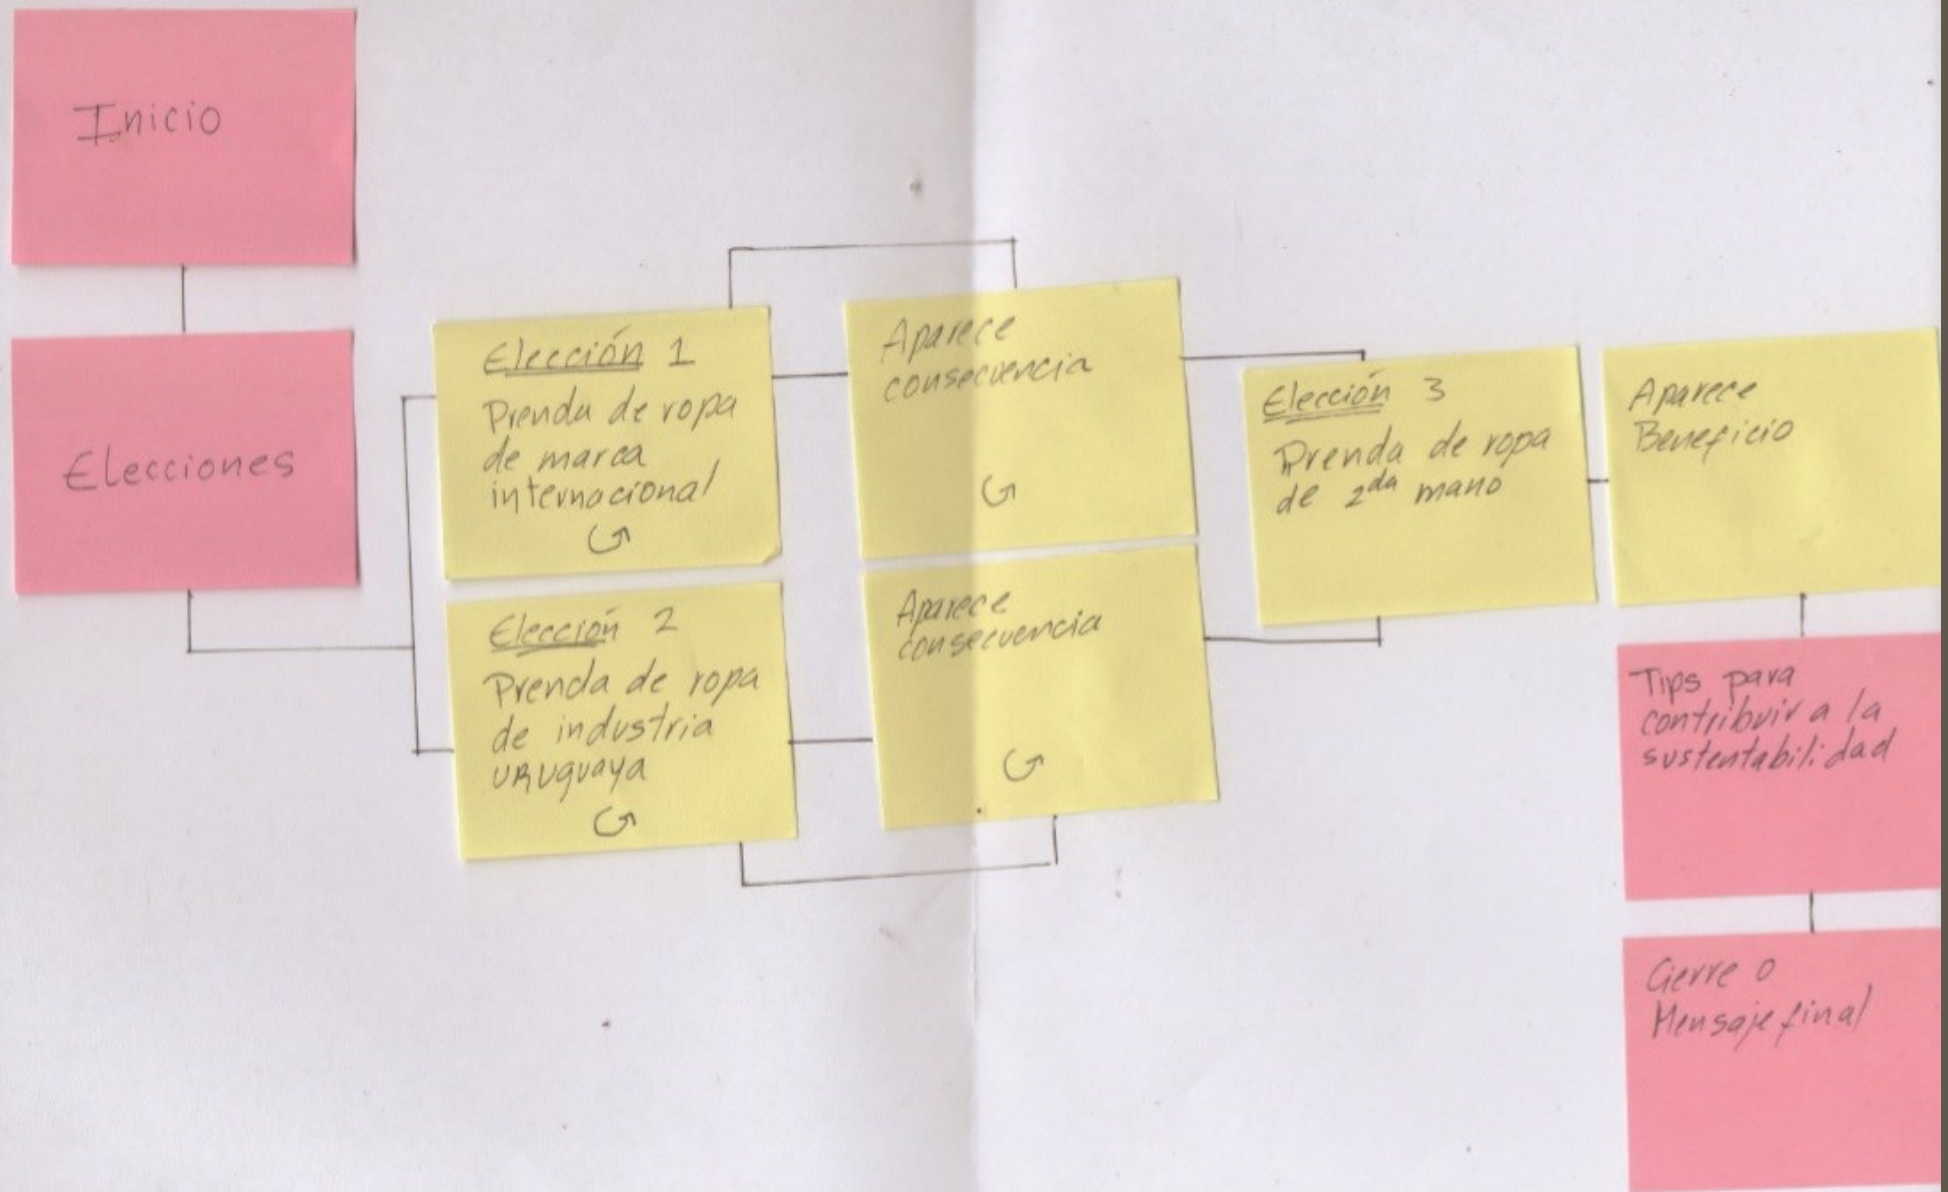 Inicio
Elecciones
Elección 1
Prenda de ropa
de marca
internacional
Elección 2
Prenda de ropa
de industria
URUguaya
Aparece
consecuencia
Aparece
consecuencia
Elección 3
Prenda de ropa
de 2da mano
Aparece
Beneficio
Tips para
contribuir a la
sustentabilidad
Cierre o
Mensaje final